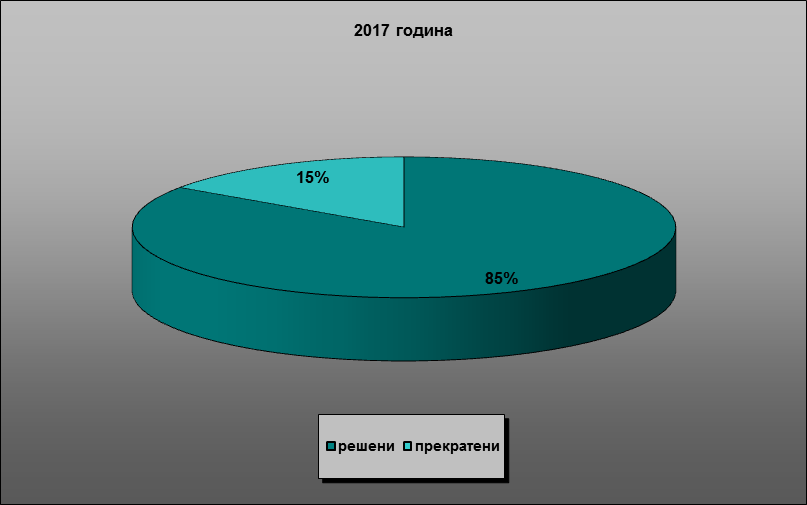 2017 година
15%
85%
решени прекратени